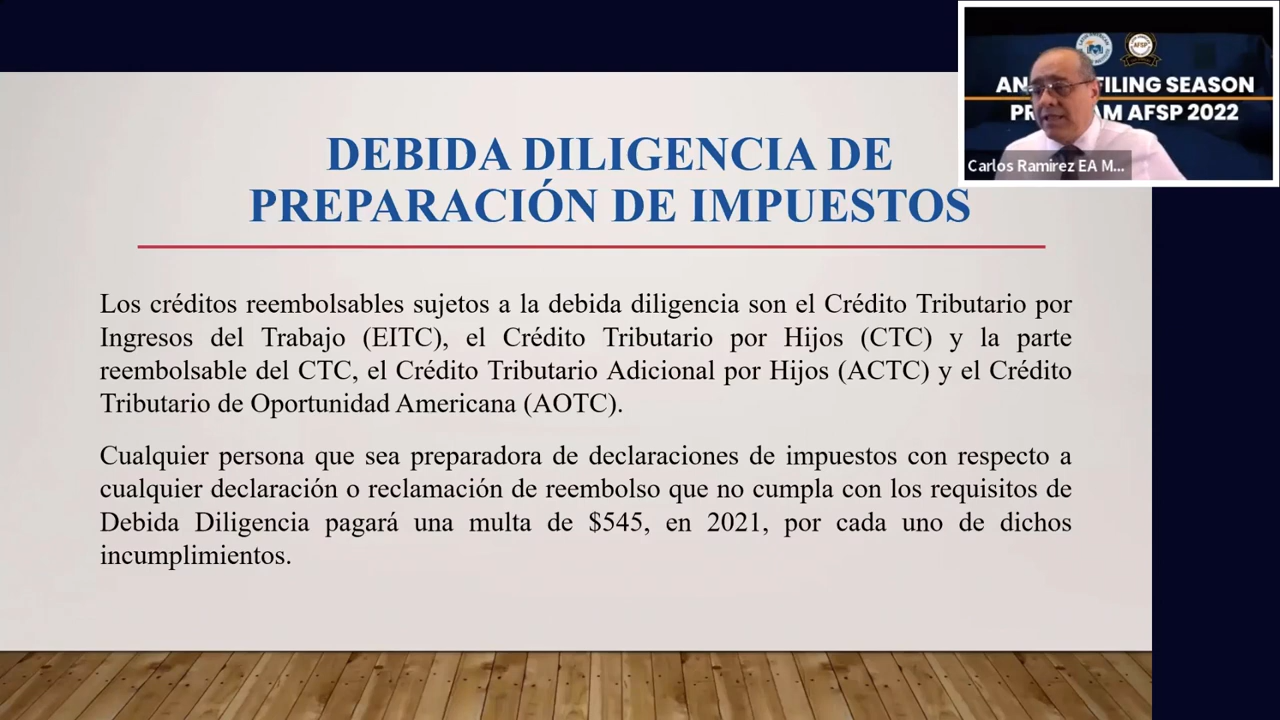 DEBIDA DILIGENCIA DE
PREPARACIÓN DE IMPUESTOS
Los créditos reembolsables sujetos a la debida diligencia son el Crédito Tributario por
Ingresos del Trabajo (EITC), el Crédito Tributario por Hijos (CTC) y la parte
reembolsable del CTC, el Crédito Tributario Adicional por Hijos (ACTC) y el Crédito
Tributario de Oportunidad Americana (AOTC).
Cualquier persona que sea preparadora de declaraciones de impuestos con respecto a
cualquier declaración o reclamación de reembolso que no cumpla con los requisitos de
Debida Diligencia pagará una multa de $545, en 2021, por cada uno de dichos
incumplimientos.
AFSP
AN FILING SEASON
PR AM AFSP 2022
Carlos Ramirez EA M...